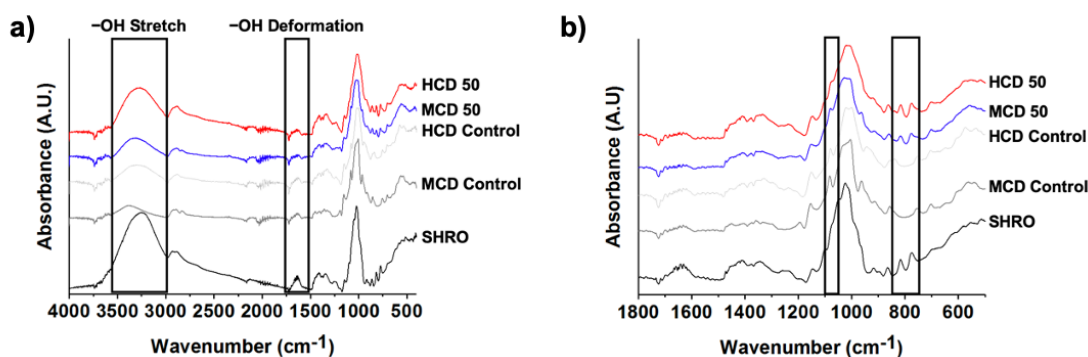 a)
−OH Stretch
−OH Deformation
Absorbance (A.U.)
HCD 50
MCD 50
HCD Control
MCD Control
SHRO
4000 3500 3000 2500 2000 1500 1000 500
Wavenumber (cm⁻¹)
b)
Absorbance (A.U)
HCD 50
MCD 50
HCD Control
MCD Control
SHRO
1800 1600 1400 1200 1000 800 600
Wavenumber (cm⁻¹)